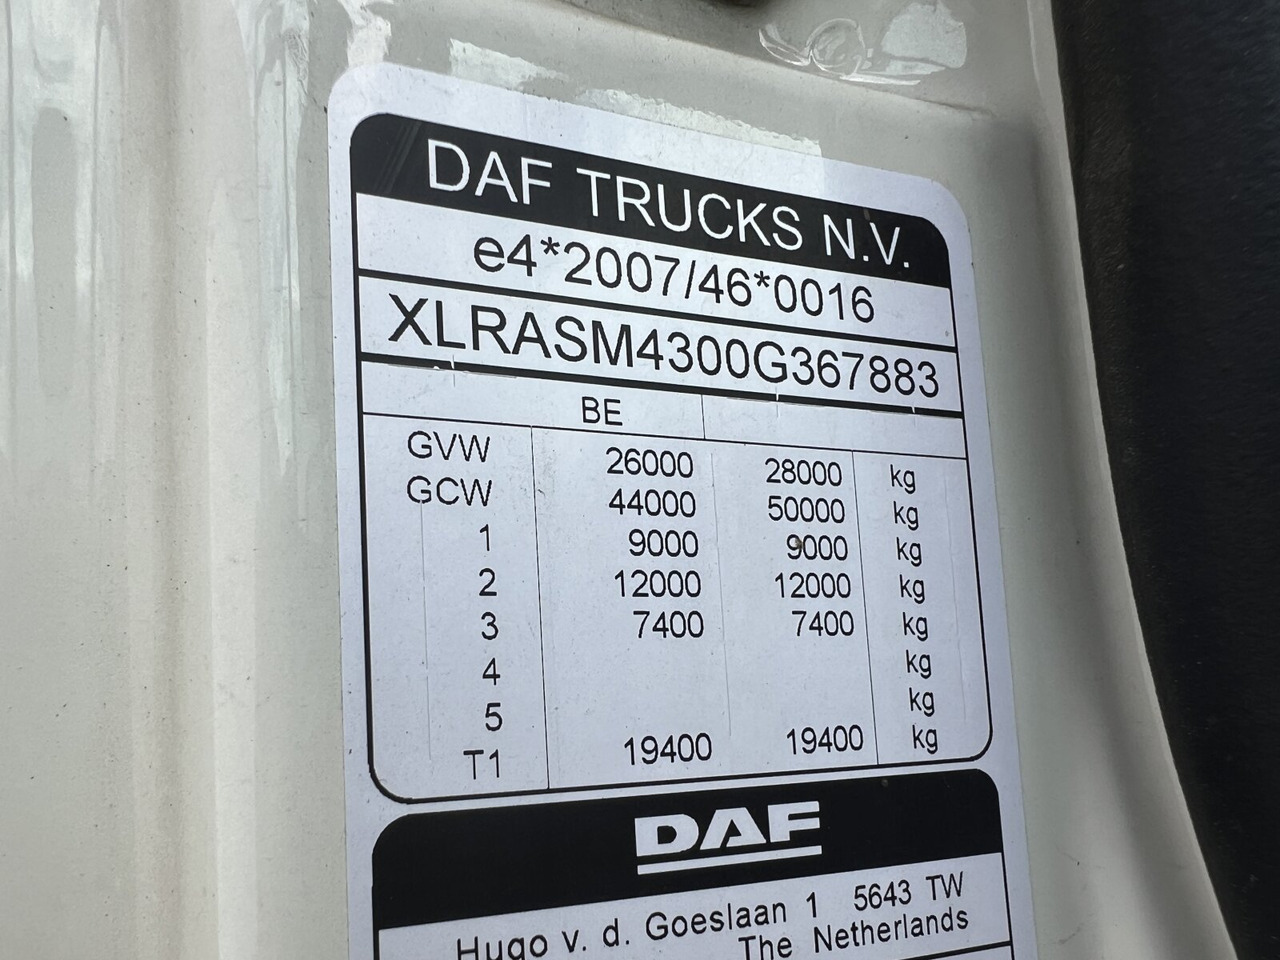 DAF TRUCKS N.V.
e4*2007/46*0016
XLRASM4300G367883
BE
GVW 26000 28000 kg
GCW 44000 50000 kg
1 9000 9000 kg
2 12000 12000 kg
3 7400 7400 kg
4 kg
5 kg
T1 19400 19400 kg
DAF
Hugo v. d. Goeslaan 1 5643 TW
The Netherlands